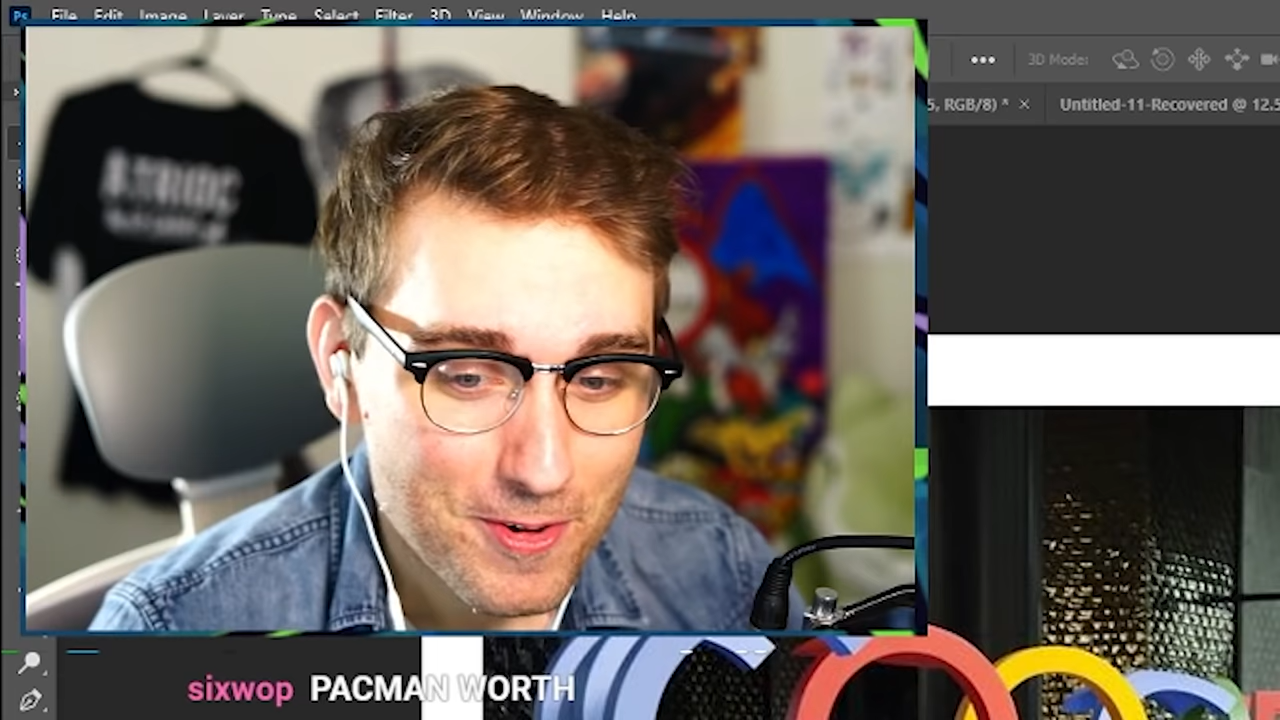 Ps File Edit Image Layer Type Select Filter 3D View Window Help
3D Mode:
5, RGB/8) * × Untitled-11-Recovered @ 12.5
sixwop PACMAN WORTH